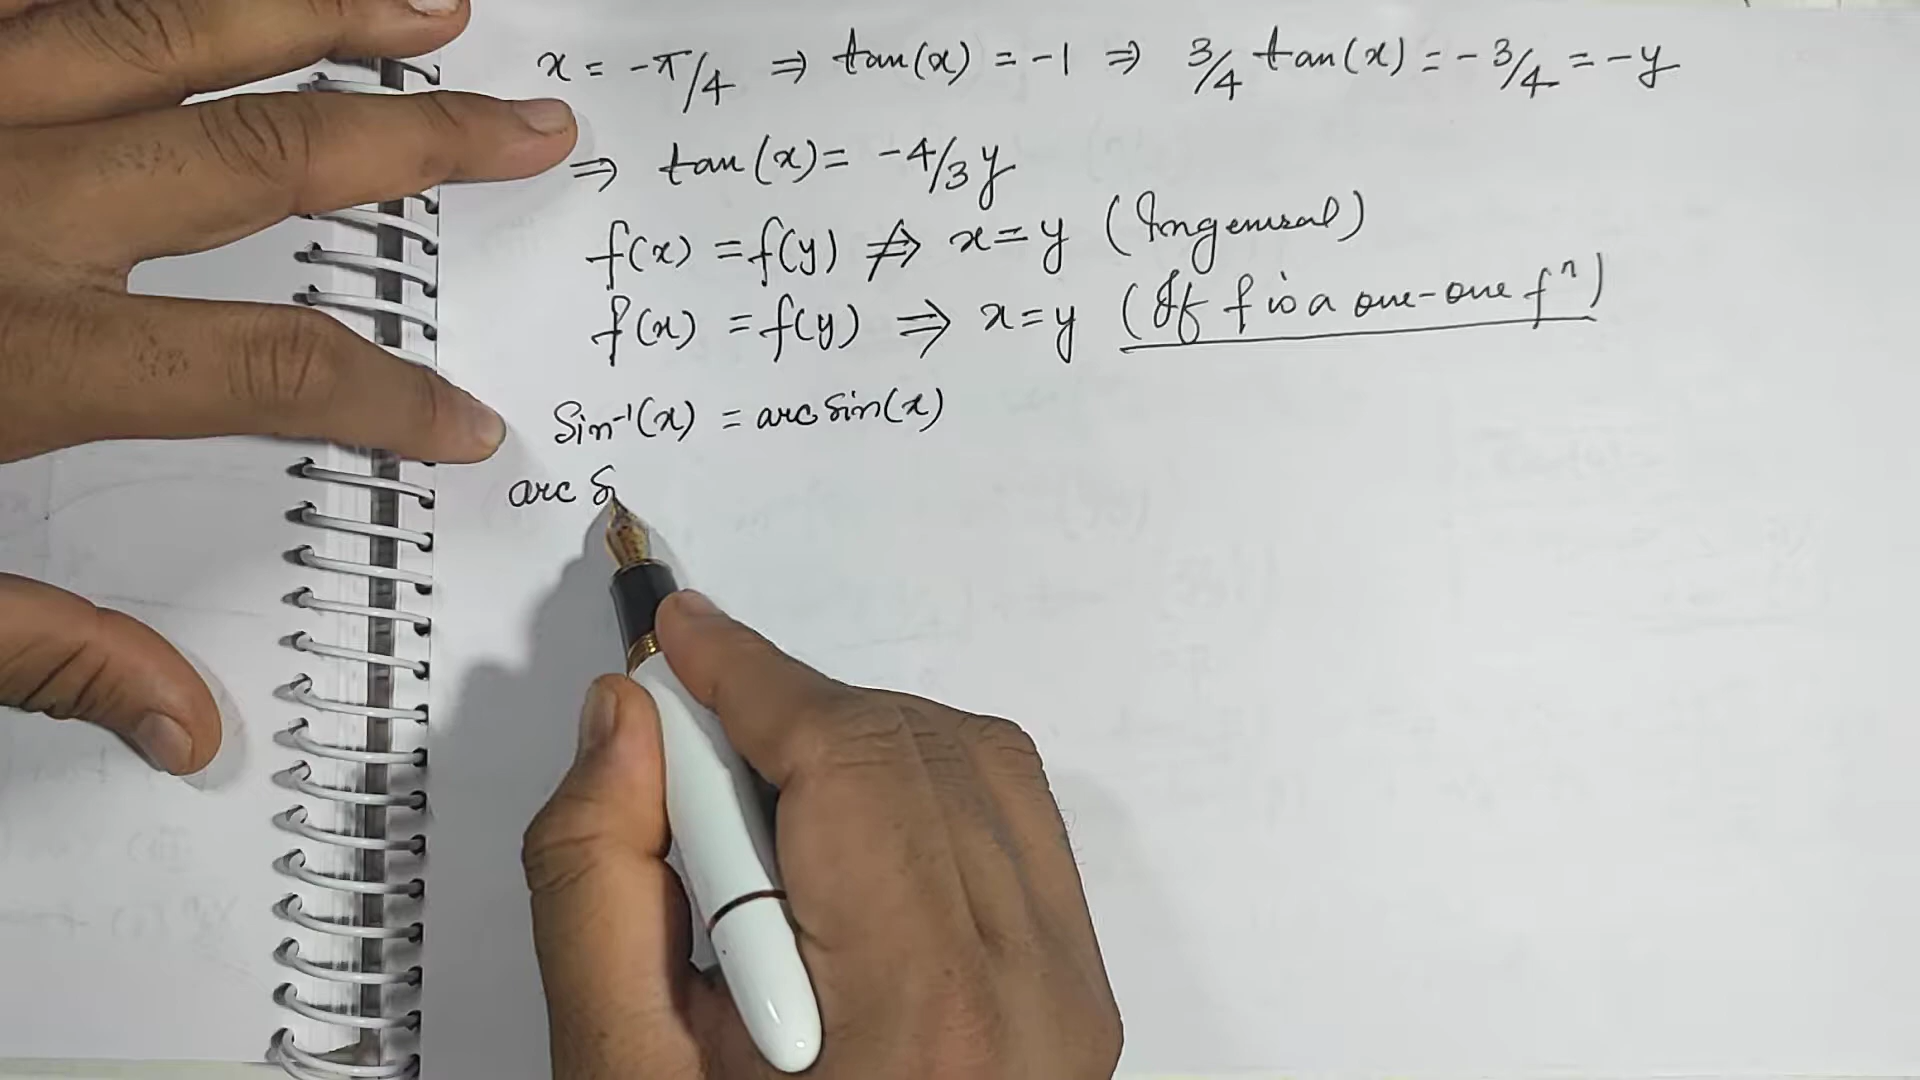 x = -π/4 ⇒ tan(x) = -1 ⇒ 3/4 tan(x) = -3/4 = -y
⇒ tan(x) = -4/3 y
f(x) = f(y) ⇏ x = y (In general)
f(x) = f(y) ⇒ x = y (If f is a one-one fⁿ)
Sin⁻¹(x) = arc Sin(x)
arc S